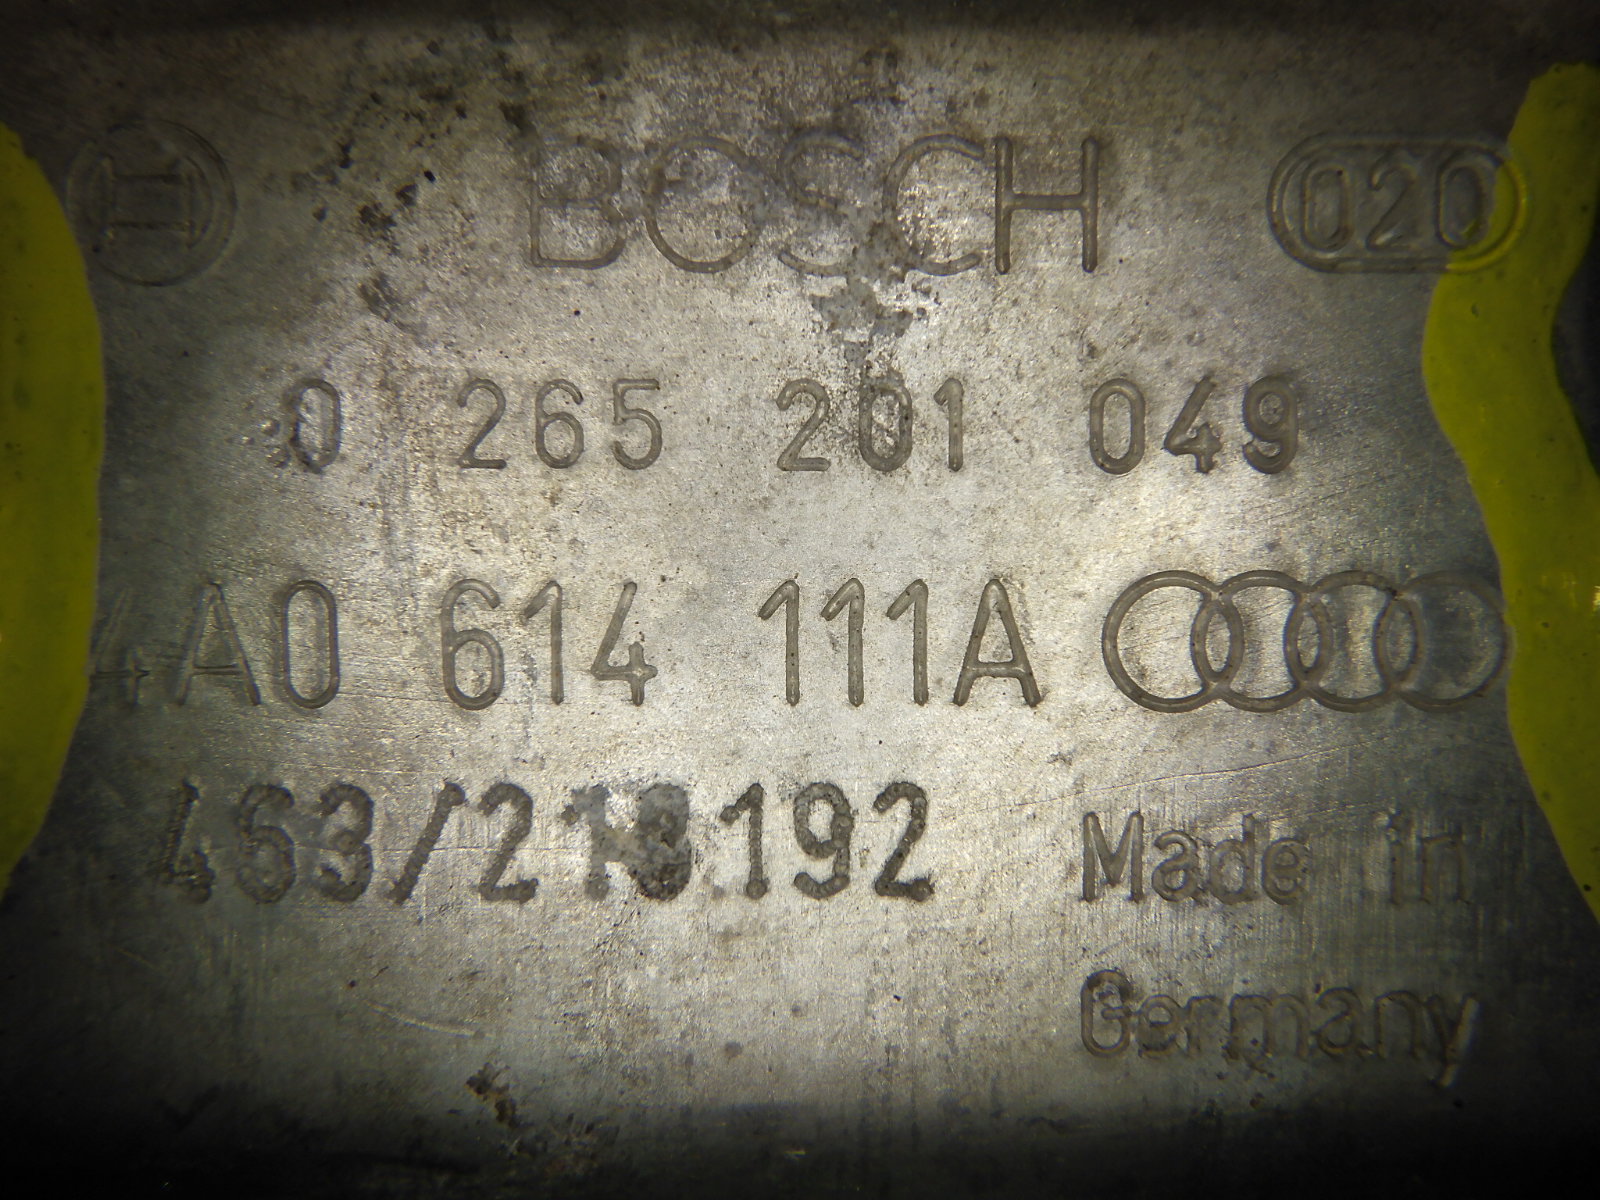 BOSCH 020
0 265 201 049
4A0 614 111A
Made in
Germany